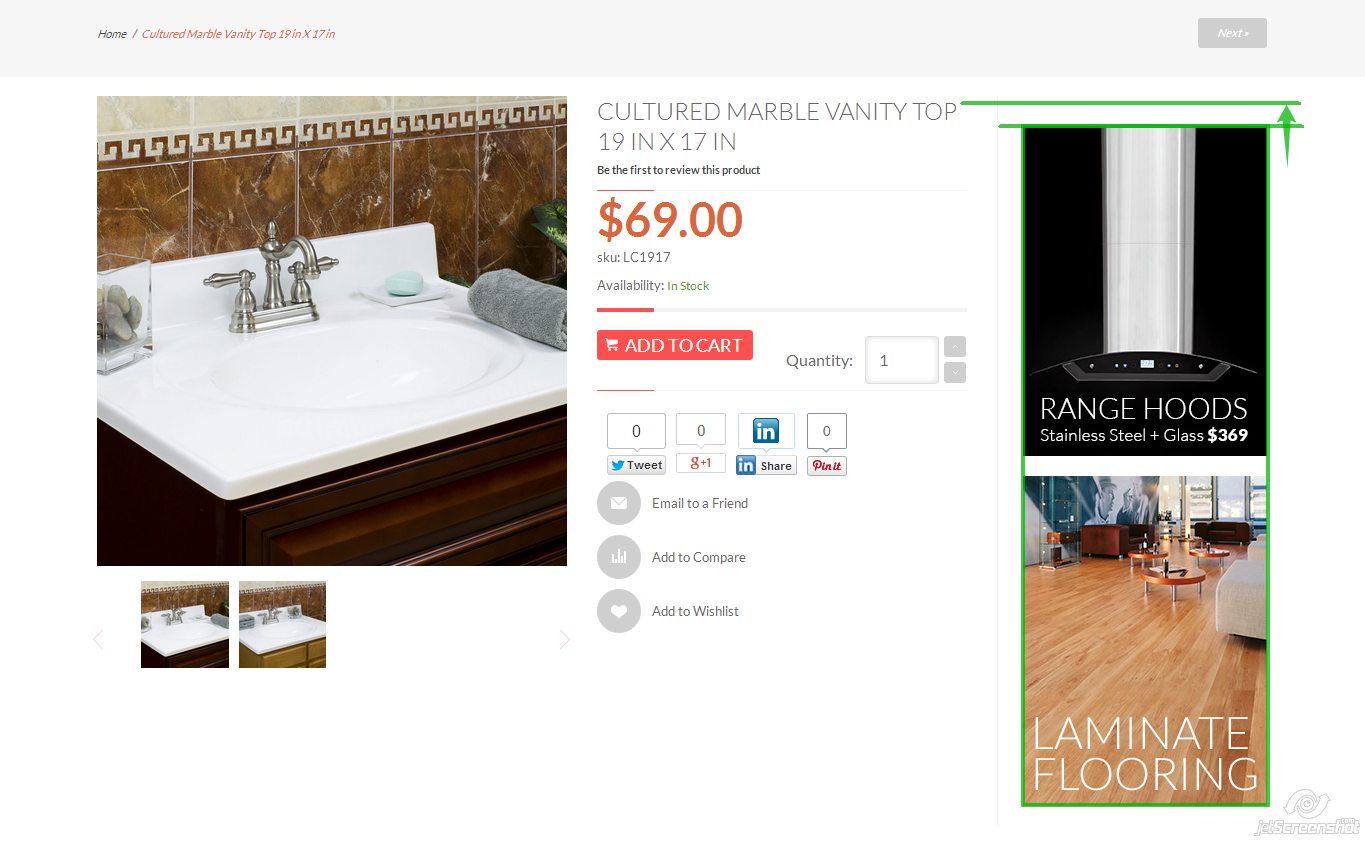 Home / Cultured Marble Vanity Top 19 in X 17 in
Next »
CULTURED MARBLE VANITY TOP
19 IN X 17 IN
Be the first to review this product
$69.00
sku: LC1917
Availability: In Stock
ADD TO CART
Quantity: 1
0
0
in
0
Tweet
g+1
in Share
Pin it
Email to a Friend
Add to Compare
Add to Wishlist
RANGE HOODS
Stainless Steel + Glass $369
LAMINATE
FLOORING
jetScreenshot.com